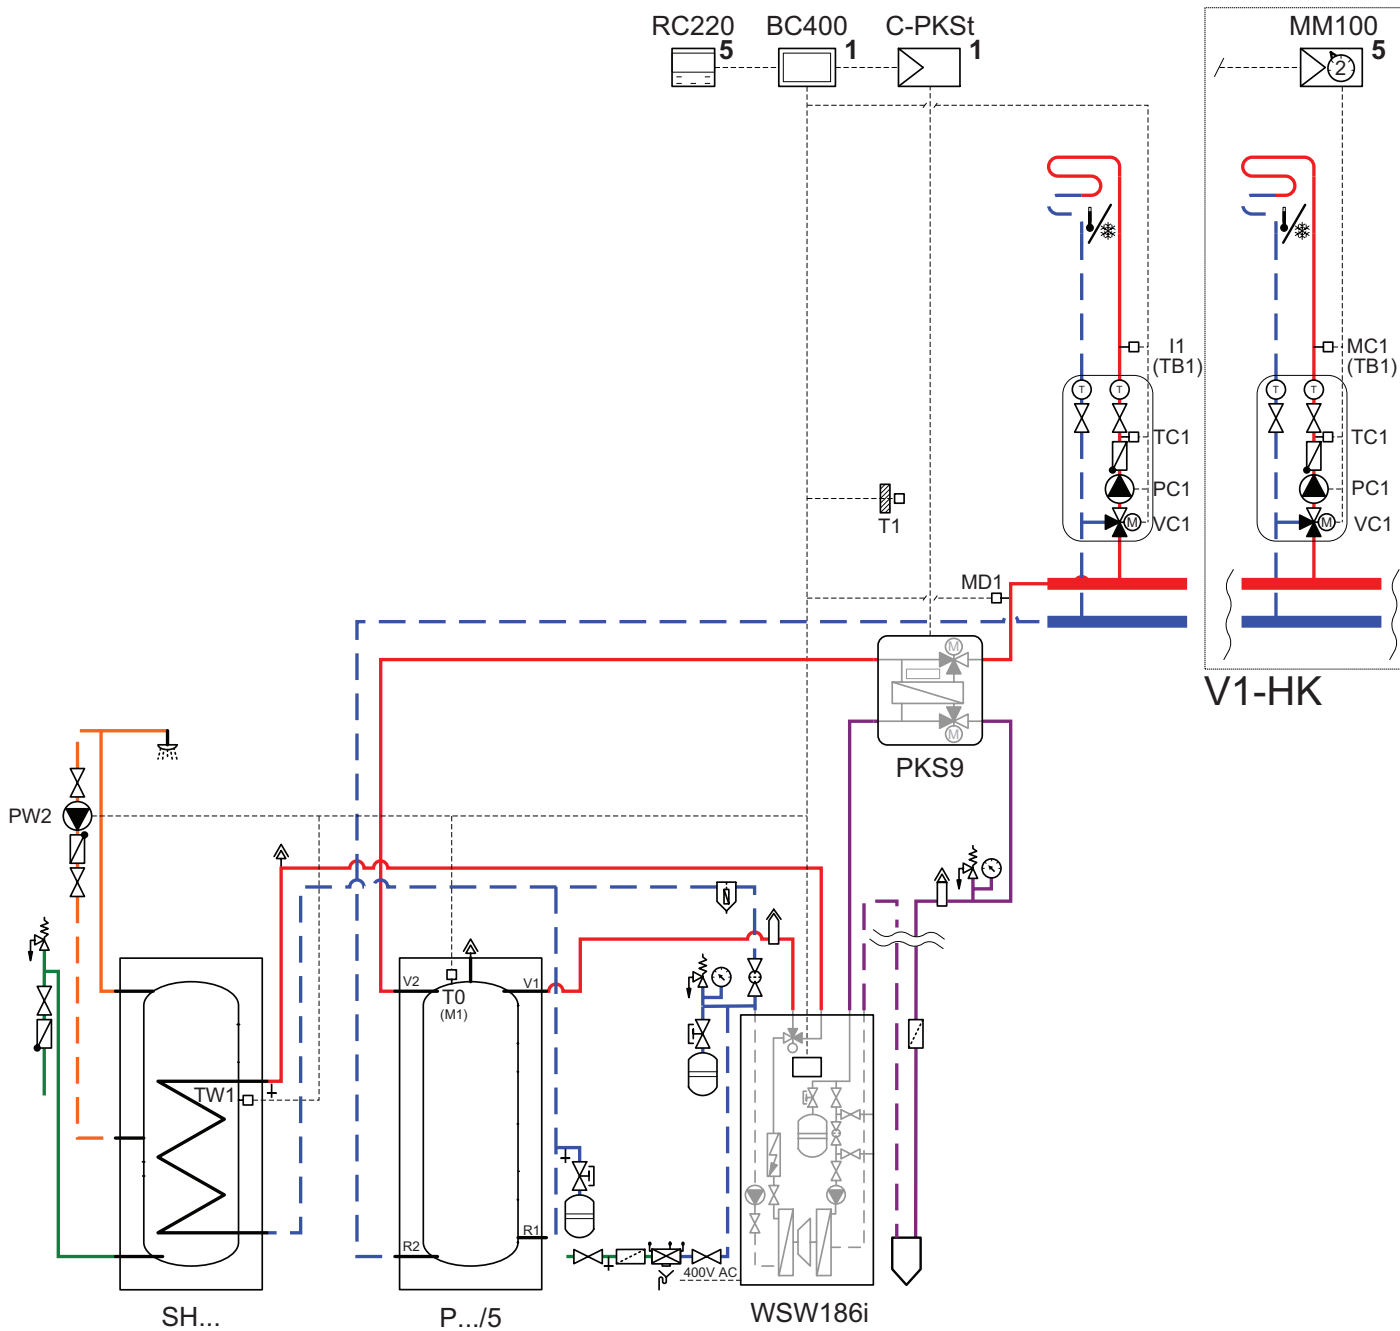 RC220
5
BC400
1
C-PKSt
1
MM100
5
2
I1
(TB1)
MC1
(TB1)
T
T
T
T
TC1
TC1
PC1
PC1
M
VC1
M
VC1
T1
MD1
M
M
PKS9
V1-HK
PW2
V2
T0
(M1)
V1
TW1
R2
R1
400V AC
SH...
P.../5
WSW186i